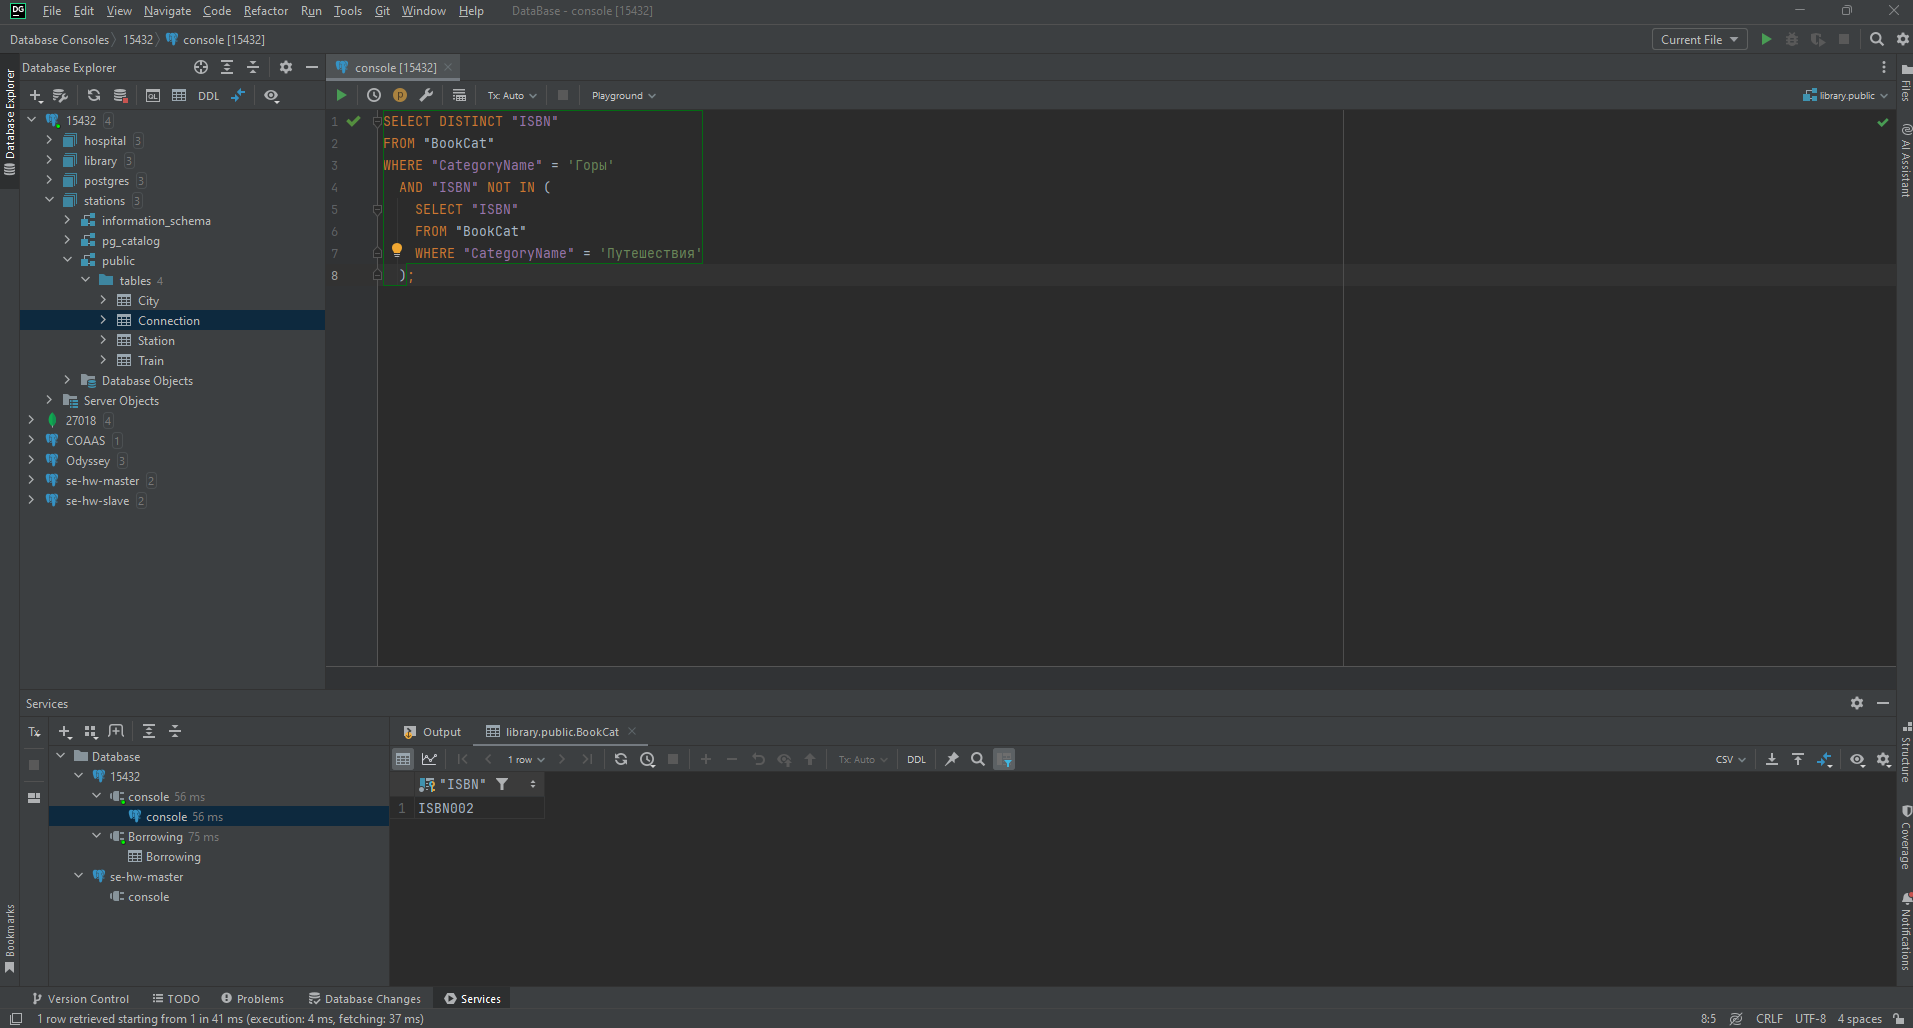 DG File Edit View Navigate Code Refactor Run Tools Git Window Help DataBase - console [15432]
Database Consoles 15432 console [15432] Current File
Database Explorer
console [15432]
DDL
Tx: Auto Playground library.public
15432 4
hospital 3
library 3
postgres 3
stations 3
information_schema
pg_catalog
public
tables 4
City
Connection
Station
Train
Database Objects
Server Objects
27018 4
COAAS 1
Odyssey 3
se-hw-master 2
se-hw-slave 2
1 SELECT DISTINCT "ISBN"
2 FROM "BookCat"
3 WHERE "CategoryName" = 'Горы'
4 AND "ISBN" NOT IN (
5 SELECT "ISBN"
6 FROM "BookCat"
7 WHERE "CategoryName" = 'Путешествия'
8 );
Database Explorer
Bookmarks
Files
AI Assistant
Structure
Coverage
Notifications
Services
Tx
Database
15432
console 56 ms
console 56 ms
Borrowing 75 ms
Borrowing
se-hw-master
console
Output library.public.BookCat
1 row Tx: Auto DDL CSV
"ISBN"
1 ISBN002
Version Control TODO Problems Database Changes Services
1 row retrieved starting from 1 in 41 ms (execution: 4 ms, fetching: 37 ms) 8:5 CRLF UTF-8 4 spaces